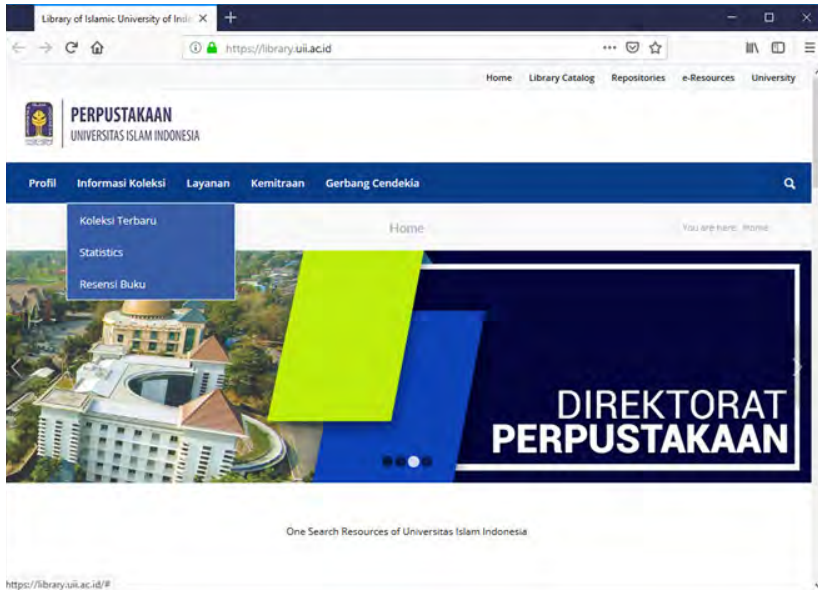 Library of Islamic University of Indo
https://library.uii.ac.id
Home Library Catalog Repositories e-Resources University
PERPUSTAKAAN
UNIVERSITAS ISLAM INDONESIA
Profil Informasi Koleksi Layanan Kemitraan Gerbang Cendekia
Koleksi Terbaru
Statistics
Resensi Buku
Home
You are here: Home
DIREKTORAT
PERPUSTAKAAN
One Search Resources of Universitas Islam Indonesia
https://library.uii.ac.id/#